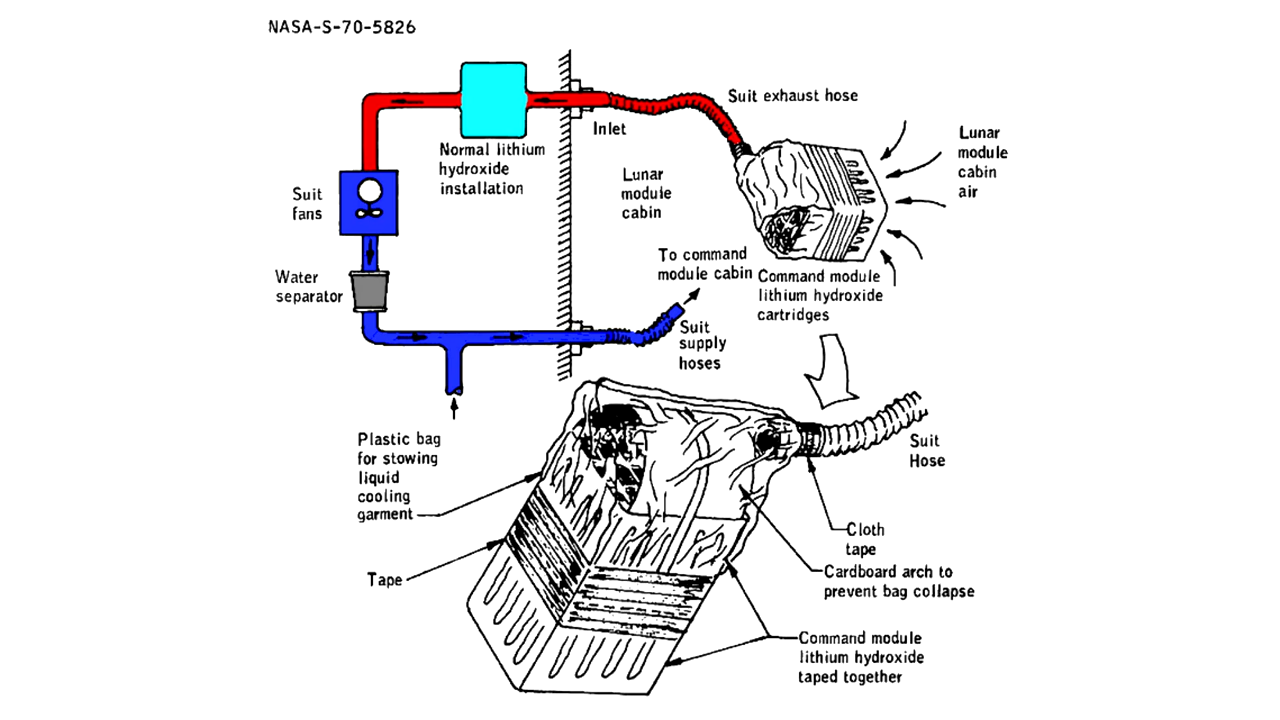 NASA-S-70-5826
Suit exhaust hose
Inlet
Normal lithium
hydroxide
installation
Lunar
module
cabin
air
Lunar
module
cabin
Suit
fans
To command
module cabin
Command module
lithium hydroxide
cartridges
Water
separator
Suit
supply
hoses
Plastic bag
for stowing
liquid
cooling
garment
Suit
Hose
Cloth
tape
Tape
Cardboard arch to
prevent bag collapse
Command module
lithium hydroxide
taped together